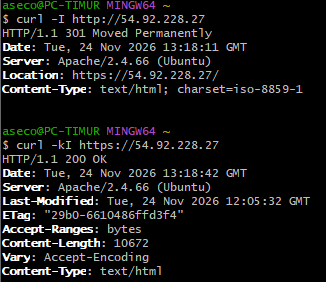 aseco@PC-TIMUR MINGW64 ~
$ curl -I http://54.92.228.27
HTTP/1.1 301 Moved Permanently
Date: Tue, 24 Nov 2026 13:18:11 GMT
Server: Apache/2.4.66 (Ubuntu)
Location: https://54.92.228.27/
Content-Type: text/html; charset=iso-8859-1
aseco@PC-TIMUR MINGW64 ~
$ curl -kI https://54.92.228.27
HTTP/1.1 200 OK
Date: Tue, 24 Nov 2026 13:18:42 GMT
Server: Apache/2.4.66 (Ubuntu)
Last-Modified: Tue, 24 Nov 2026 12:05:32 GMT
ETag: "29b0-6610486ffd3f4"
Accept-Ranges: bytes
Content-Length: 10672
Vary: Accept-Encoding
Content-Type: text/html